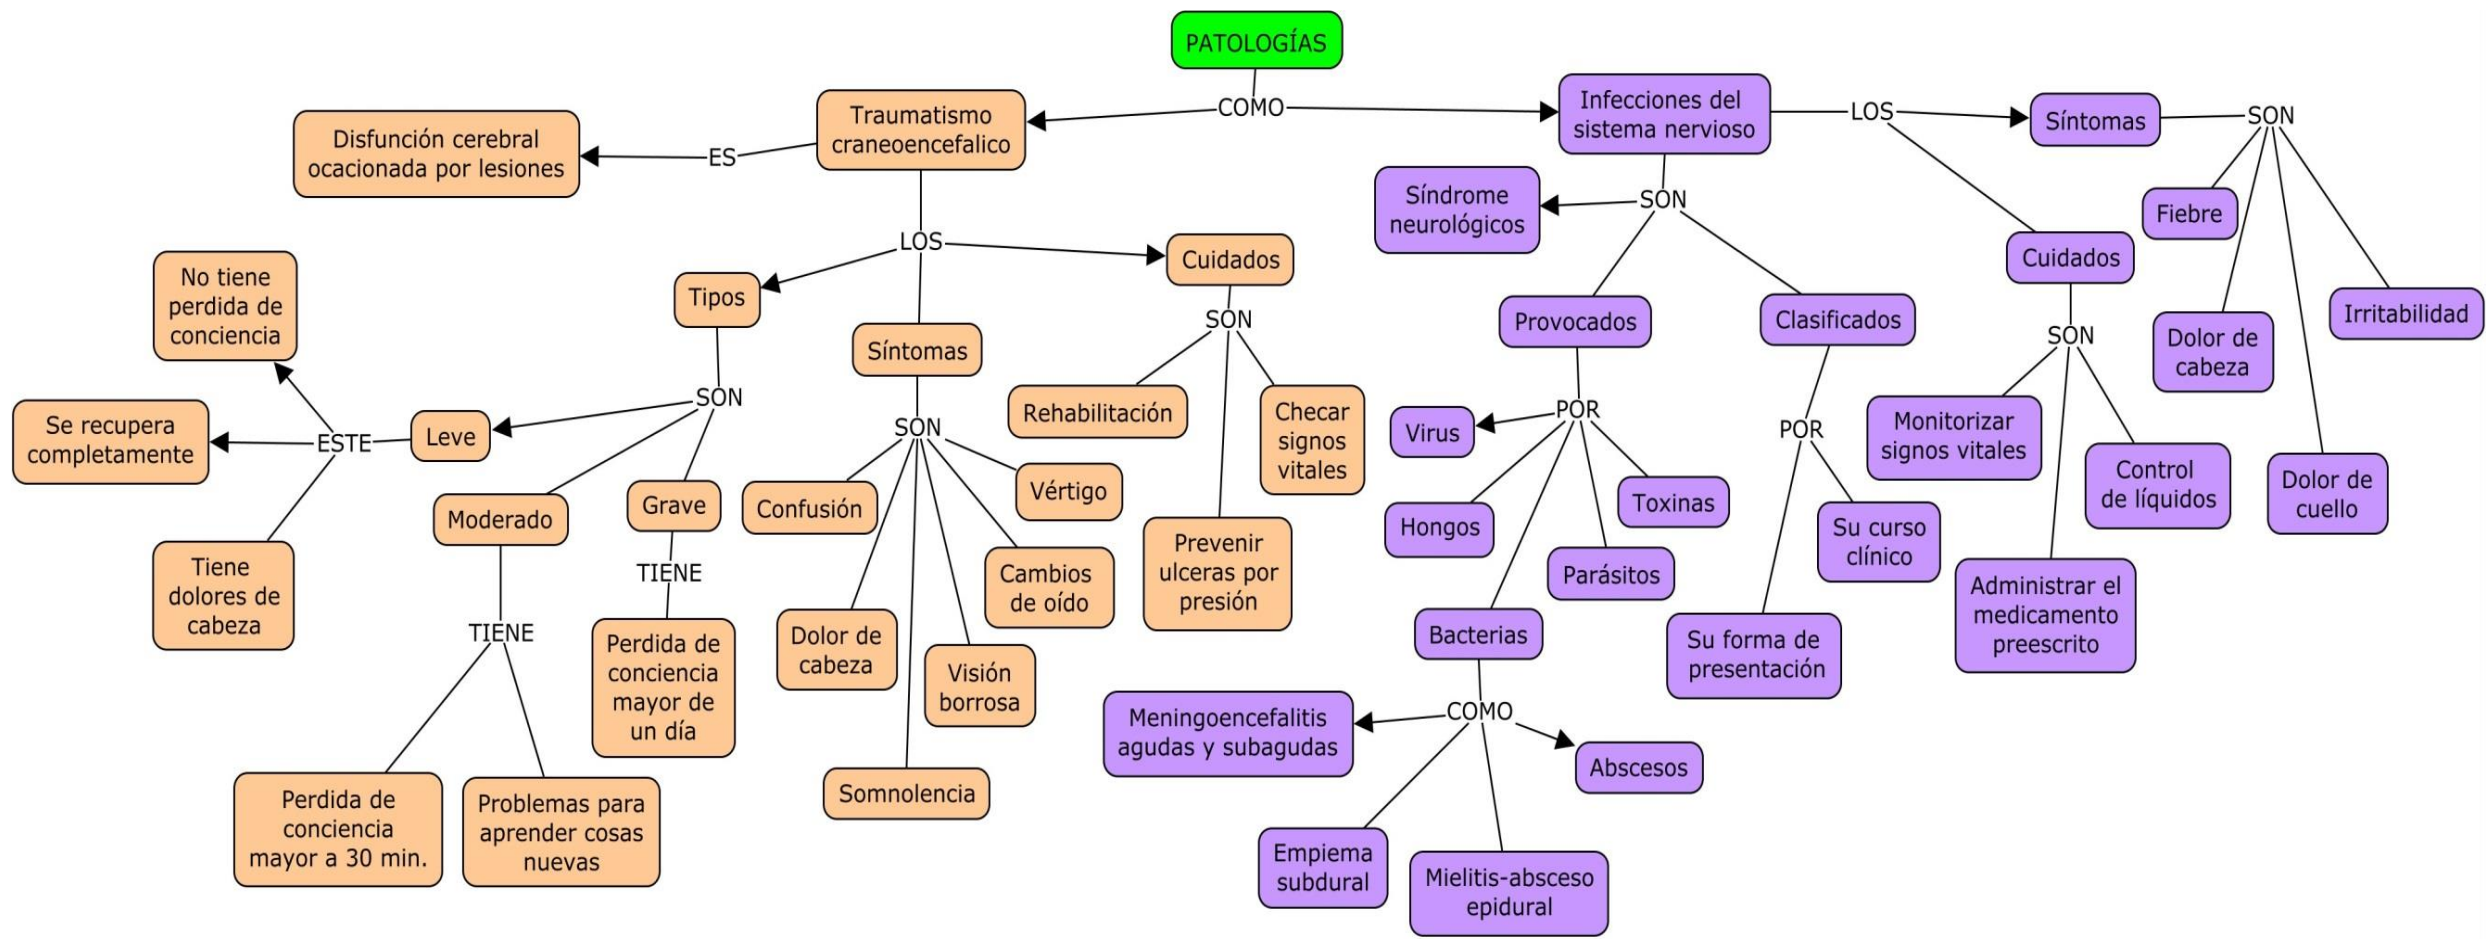 PATOLOGÍAS
COMO
Traumatismo
craneoencefalico
ES
Disfunción cerebral
ocacionada por lesiones
LOS
Tipos
SON
Leve
ESTE
No tiene
perdida de
conciencia
Se recupera
completamente
Tiene
dolores de
cabeza
Moderado
TIENE
Perdida de
conciencia
mayor a 30 min.
Problemas para
aprender cosas
nuevas
Grave
TIENE
Perdida de
conciencia
mayor de
un día
Síntomas
SON
Confusión
Dolor de
cabeza
Somnolencia
Visión
borrosa
Cambios
de oído
Vértigo
Cuidados
SON
Rehabilitación
Prevenir
ulceras por
presión
Checar
signos
vitales
Infecciones del
sistema nervioso
SON
Síndrome
neurológicos
Provocados
POR
Virus
Hongos
Bacterias
COMO
Meningoencefalitis
agudas y subagudas
Empiema
subdural
Mielitis-absceso
epidural
Abscesos
Parásitos
Toxinas
Clasificados
POR
Su forma de
presentación
Su curso
clínico
LOS
Síntomas
SON
Fiebre
Dolor de
cabeza
Dolor de
cuello
Irritabilidad
Cuidados
SON
Monitorizar
signos vitales
Administrar el
medicamento
preescrito
Control
de líquidos